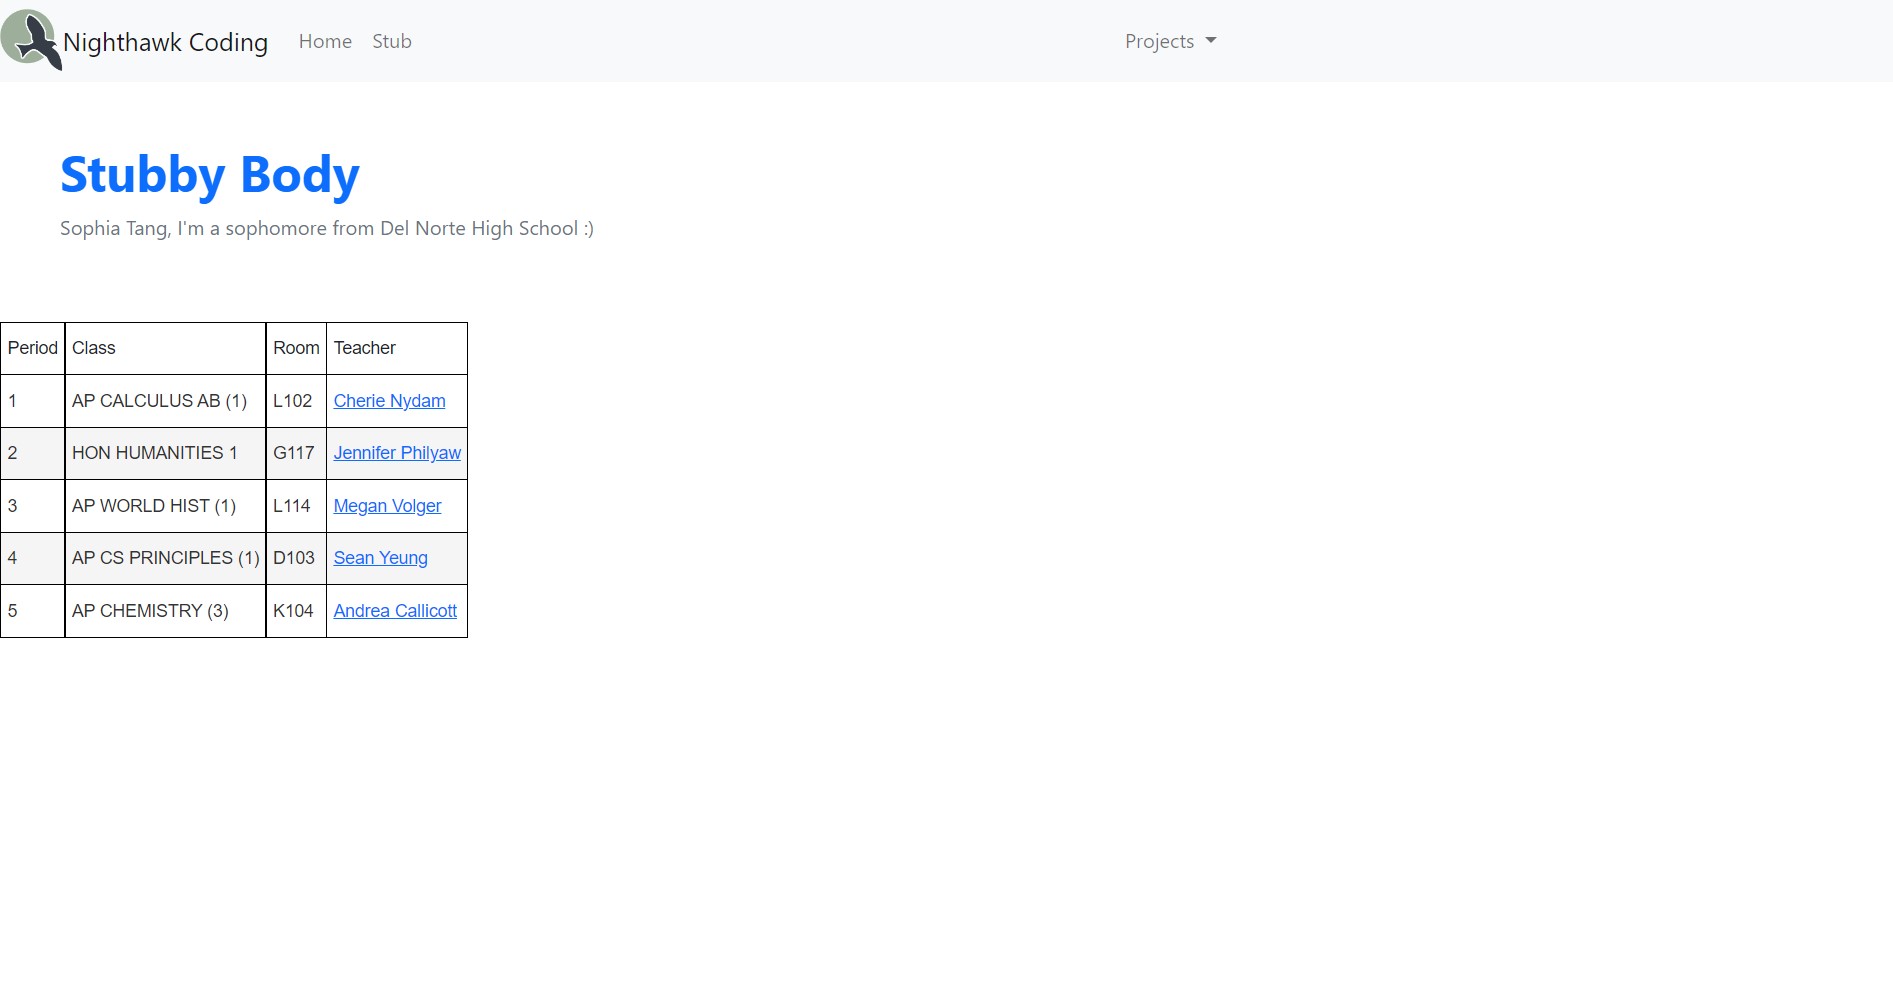 Nighthawk Coding Home Stub Projects
Stubby Body
Sophia Tang, I'm a sophomore from Del Norte High School :)
Period Class Room Teacher
1 AP CALCULUS AB (1) L102 Cherie Nydam
2 HON HUMANITIES 1 G117 Jennifer Philyaw
3 AP WORLD HIST (1) L114 Megan Volger
4 AP CS PRINCIPLES (1) D103 Sean Yeung
5 AP CHEMISTRY (3) K104 Andrea Callicott